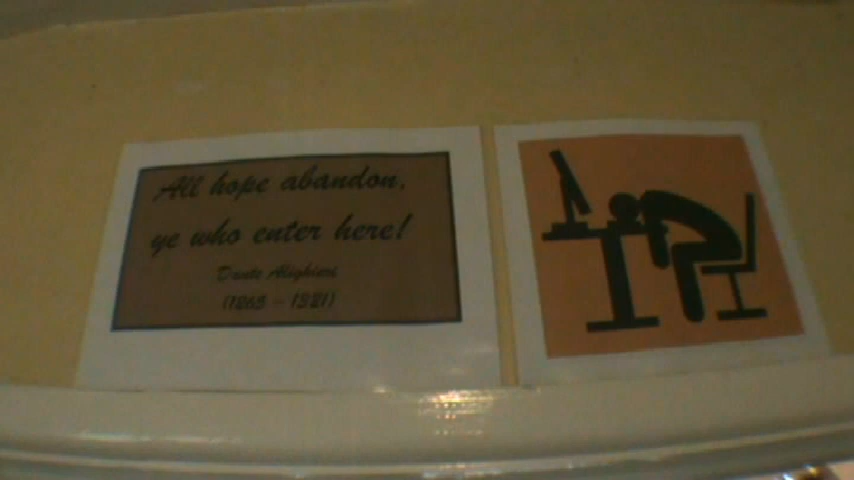 All hope abandon,
ye who enter here!
Dante Alighieri
(1265 - 1321)